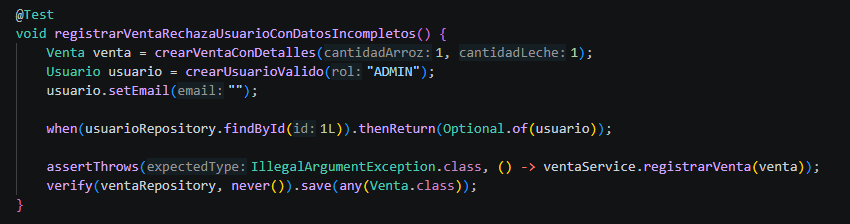 @Test
void registrarVentaRechazaUsuarioConDatosIncompletos() {
Venta venta = crearVentaConDetalles(cantidadArroz: 1, cantidadLeche: 1);
Usuario usuario = crearUsuarioValido(rol: "ADMIN");
usuario.setEmail(email: "");
when(usuarioRepository.findById(id: 1L)).thenReturn(Optional.of(usuario));
assertThrows(expectedType: IllegalArgumentException.class, () -> ventaService.registrarVenta(venta));
verify(ventaRepository, never()).save(any(Venta.class));
}